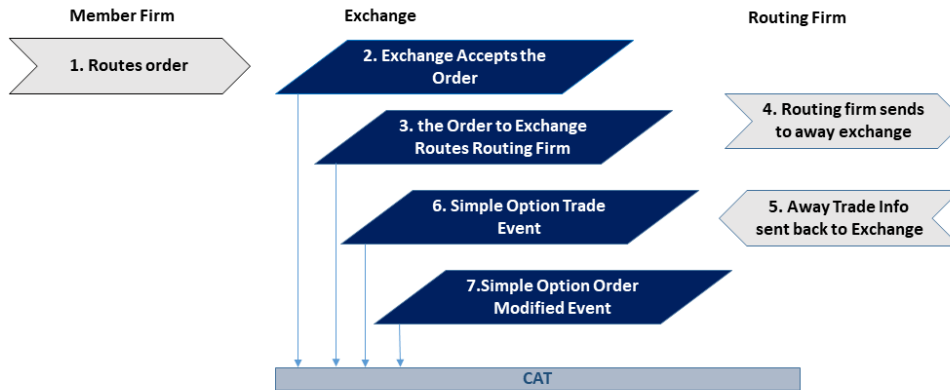 Member Firm
Exchange
Routing Firm
1. Routes order
2. Exchange Accepts the
Order
3. the Order to Exchange
Routes Routing Firm
4. Routing firm sends
to away exchange
6. Simple Option Trade
Event
5. Away Trade Info
sent back to Exchange
7.Simple Option Order
Modified Event
CAT